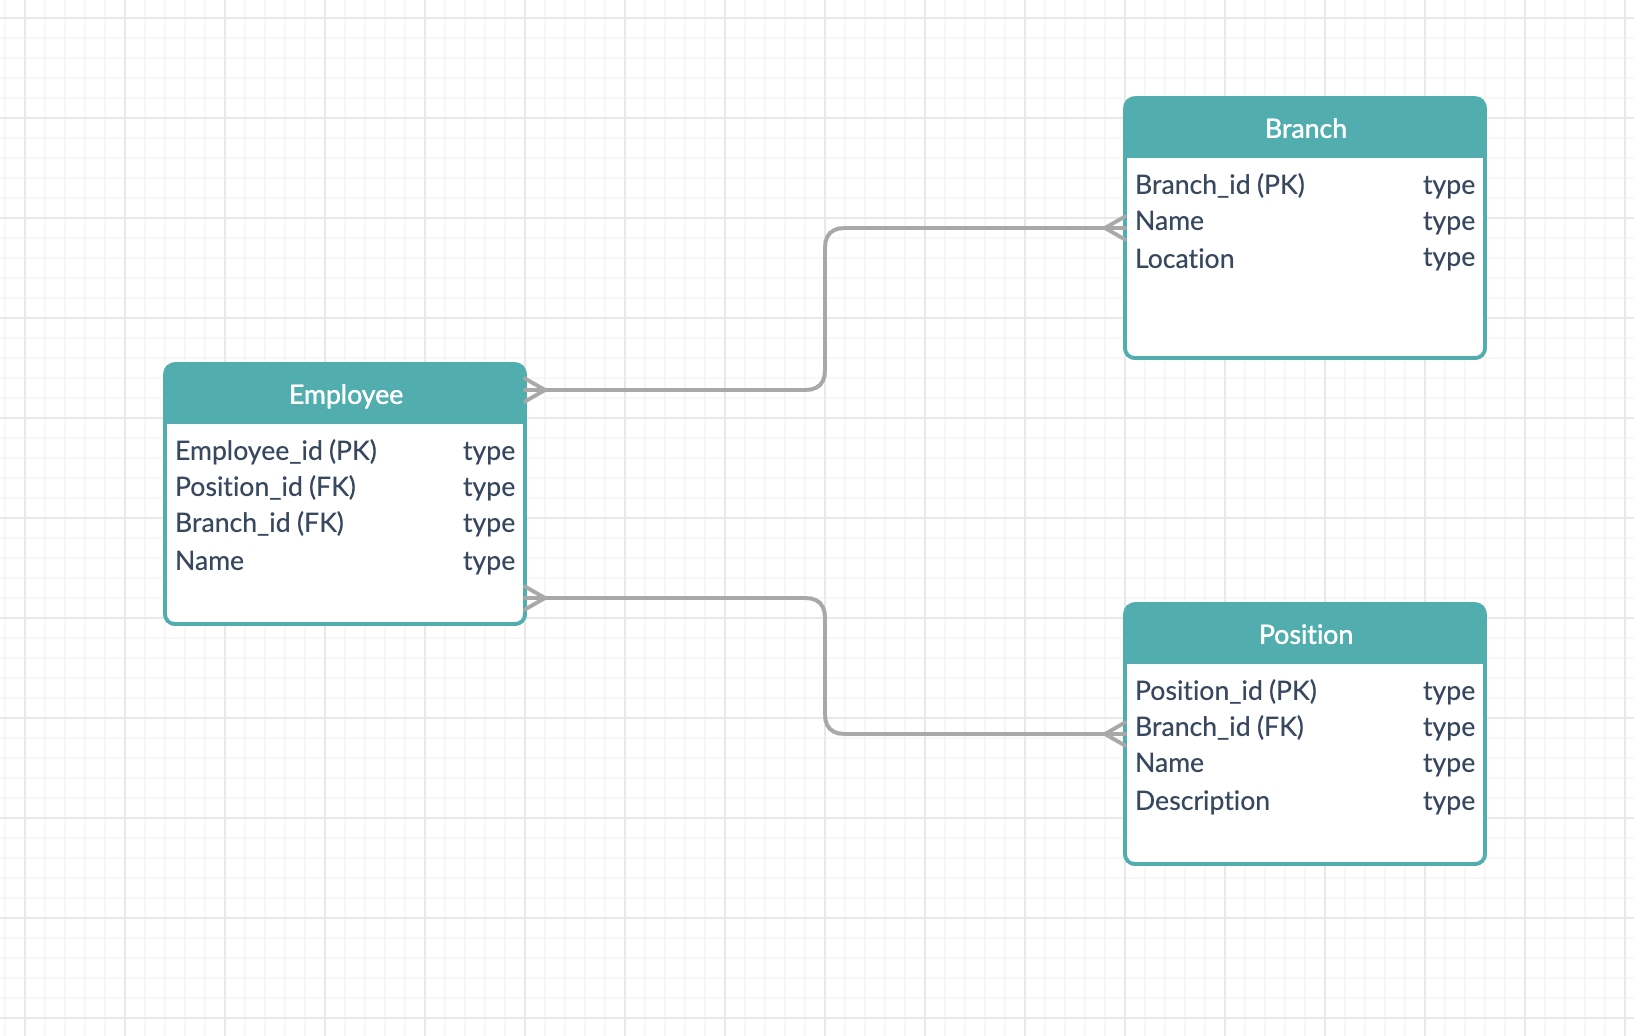 Branch
Branch_id (PK) type
Name type
Location type
Employee
Employee_id (PK) type
Position_id (FK) type
Branch_id (FK) type
Name type
Position
Position_id (PK) type
Branch_id (FK) type
Name type
Description type